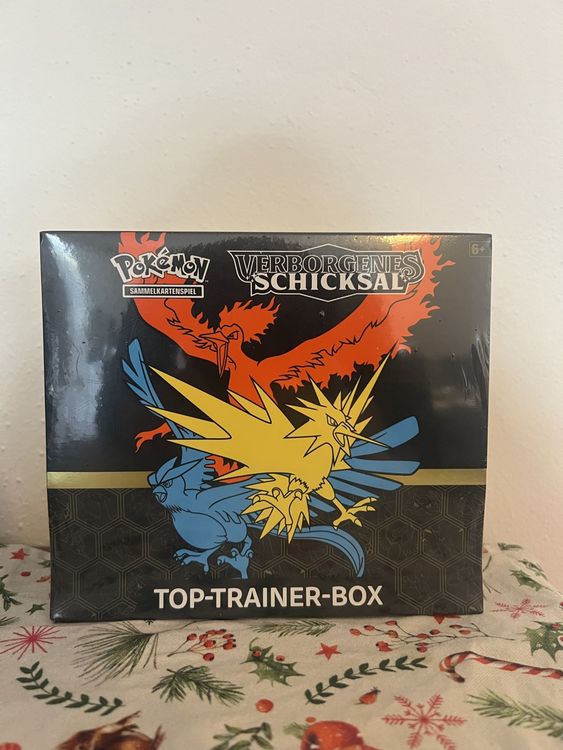 Pokémon
SAMMELKARTENSPIEL
VERBORGENES
SCHICKSAL
6+
TOP-TRAINER-BOX